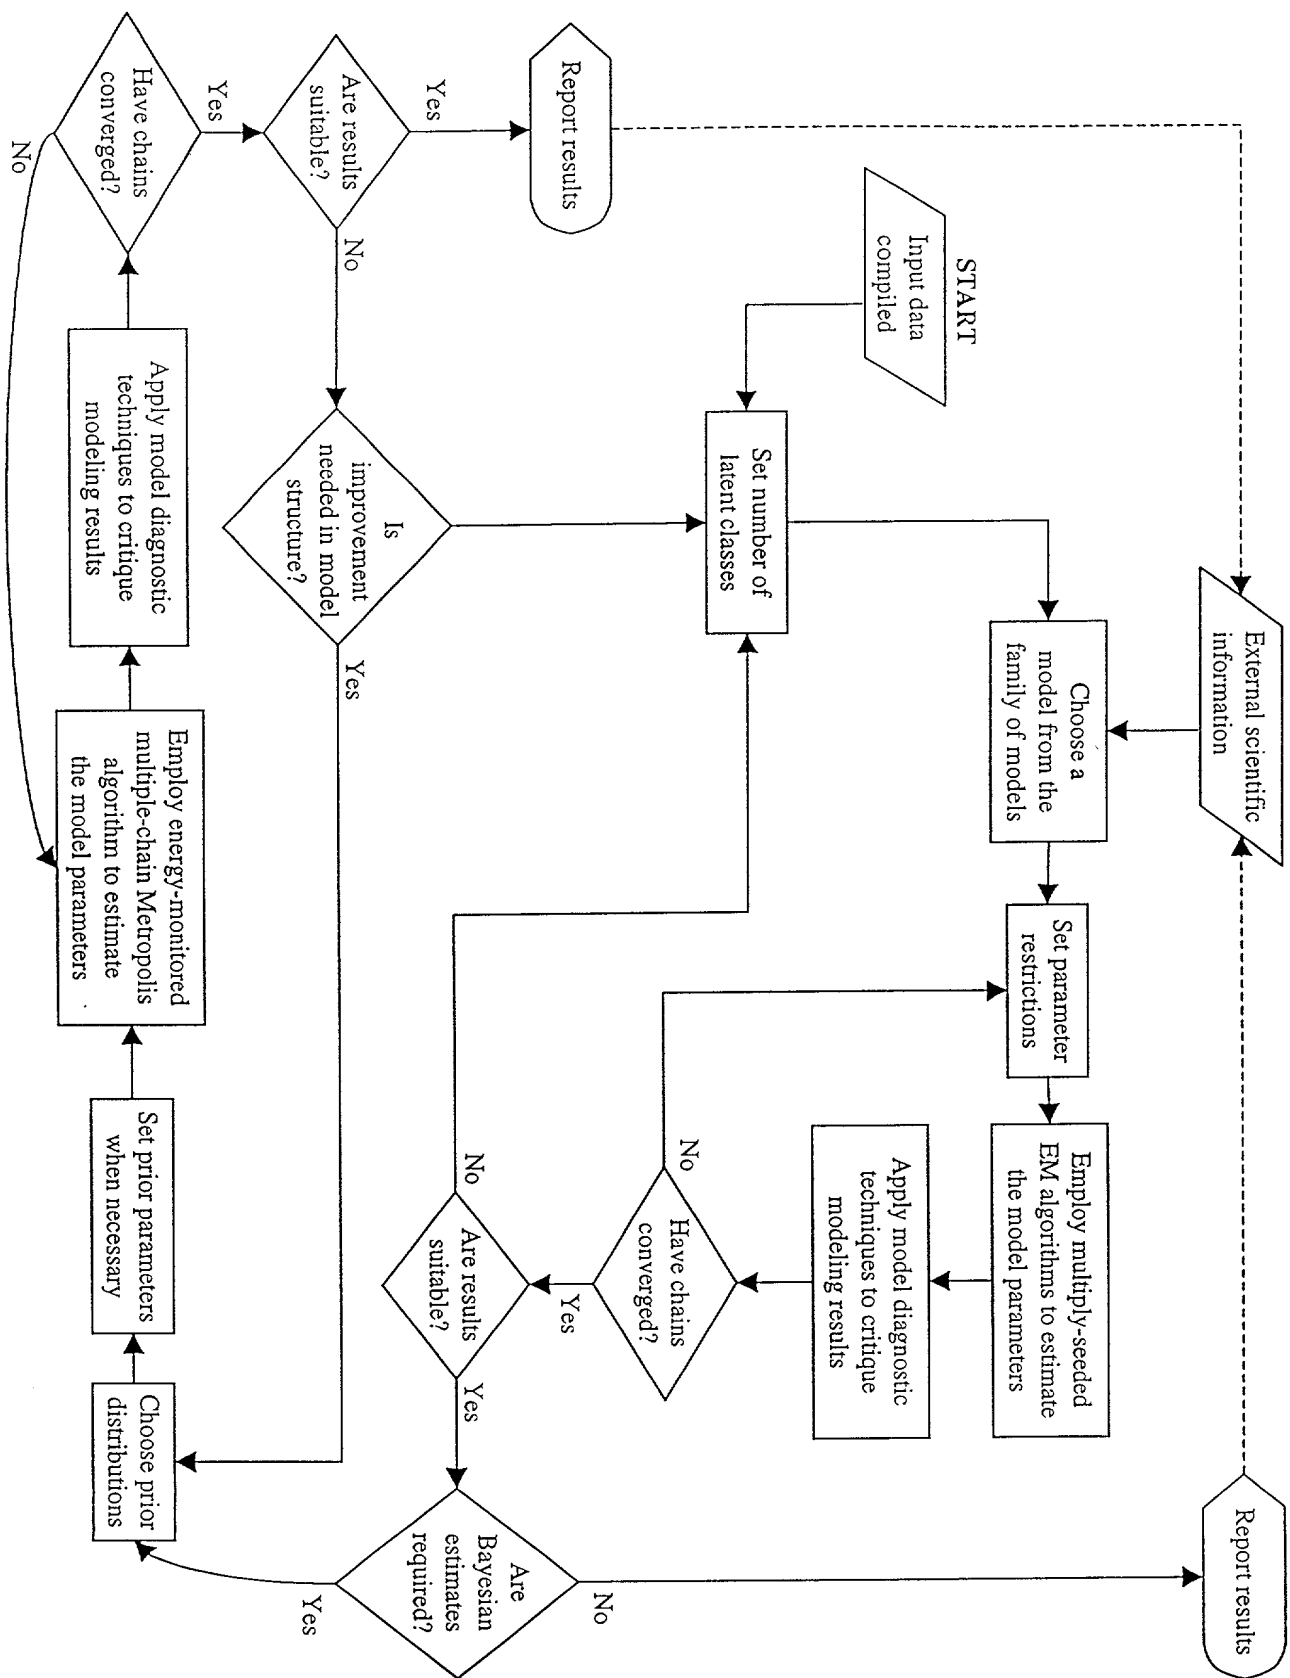 START
Input data
compiled
Set number of
latent classes
External scientific
information
Choose a
model from the
family of models
Set parameter
restrictions
Employ multiply-seeded
EM algorithms to estimate
the model parameters
Apply model diagnostic
techniques to critique
modeling results
Have chains
converged?
No
Yes
Are results
suitable?
No
Yes
Are
Bayesian
estimates
required?
No
Yes
Report results
Choose prior
distributions
Set prior parameters
when necessary
Employ energy-monitored
multiple-chain Metropolis
algorithm to estimate
the model parameters
Apply model diagnostic
techniques to critique
modeling results
Have chains
converged?
No
Yes
Are results
suitable?
Yes
No
Report results
Is
improvement
needed in model
structure?
Yes